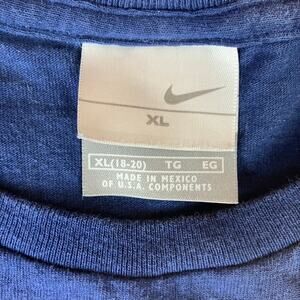 XL
XL(18-20) TG EG
MADE IN MEXICO
OF U.S.A. COMPONENTS